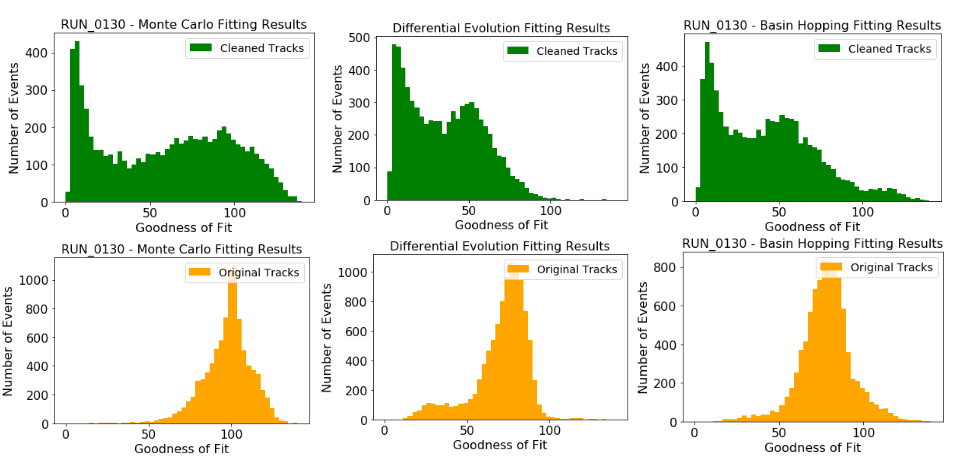 RUN_0130 - Monte Carlo Fitting Results
400
300
200
100
0
Number of Events
Cleaned Tracks
0 50 100
Goodness of Fit
Differential Evolution Fitting Results
500
400
300
200
100
0
Number of Events
Cleaned Tracks
0 50 100
Goodness of Fit
RUN_0130 - Basin Hopping Fitting Results
400
300
200
100
0
Number of Events
Cleaned Tracks
0 50 100
Goodness of Fit
RUN_0130 - Monte Carlo Fitting Results
1000
800
600
400
200
0
Number of Events
Original Tracks
0 50 100
Goodness of Fit
Differential Evolution Fitting Results
1000
800
600
400
200
0
Number of Events
Original Tracks
0 50 100
Goodness of Fit
RUN_0130 - Basin Hopping Fitting Results
800
600
400
200
0
Number of Events
Original Tracks
0 50 100
Goodness of Fit